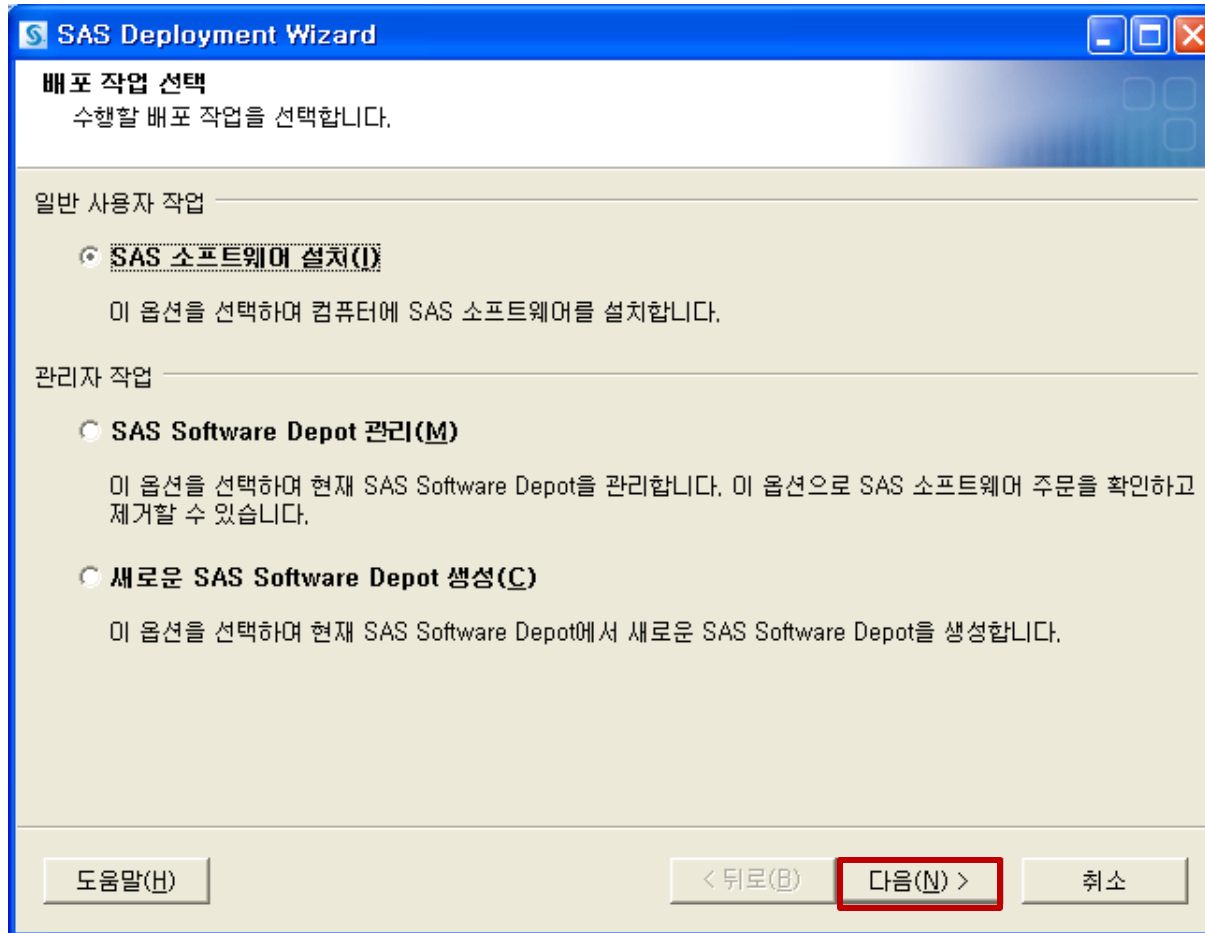 SAS Deployment Wizard
배포 작업 선택
수행할 배포 작업을 선택합니다.
일반 사용자 작업
SAS 소프트웨어 설치(I)
이 옵션을 선택하여 컴퓨터에 SAS 소프트웨어를 설치합니다.
관리자 작업
SAS Software Depot 관리(M)
이 옵션을 선택하여 현재 SAS Software Depot을 관리합니다. 이 옵션으로 SAS 소프트웨어 주문을 확인하고
제거할 수 있습니다.
새로운 SAS Software Depot 생성(C)
이 옵션을 선택하여 현재 SAS Software Depot에서 새로운 SAS Software Depot을 생성합니다.
도움말(H) < 뒤로(B) 다음(N) > 취소